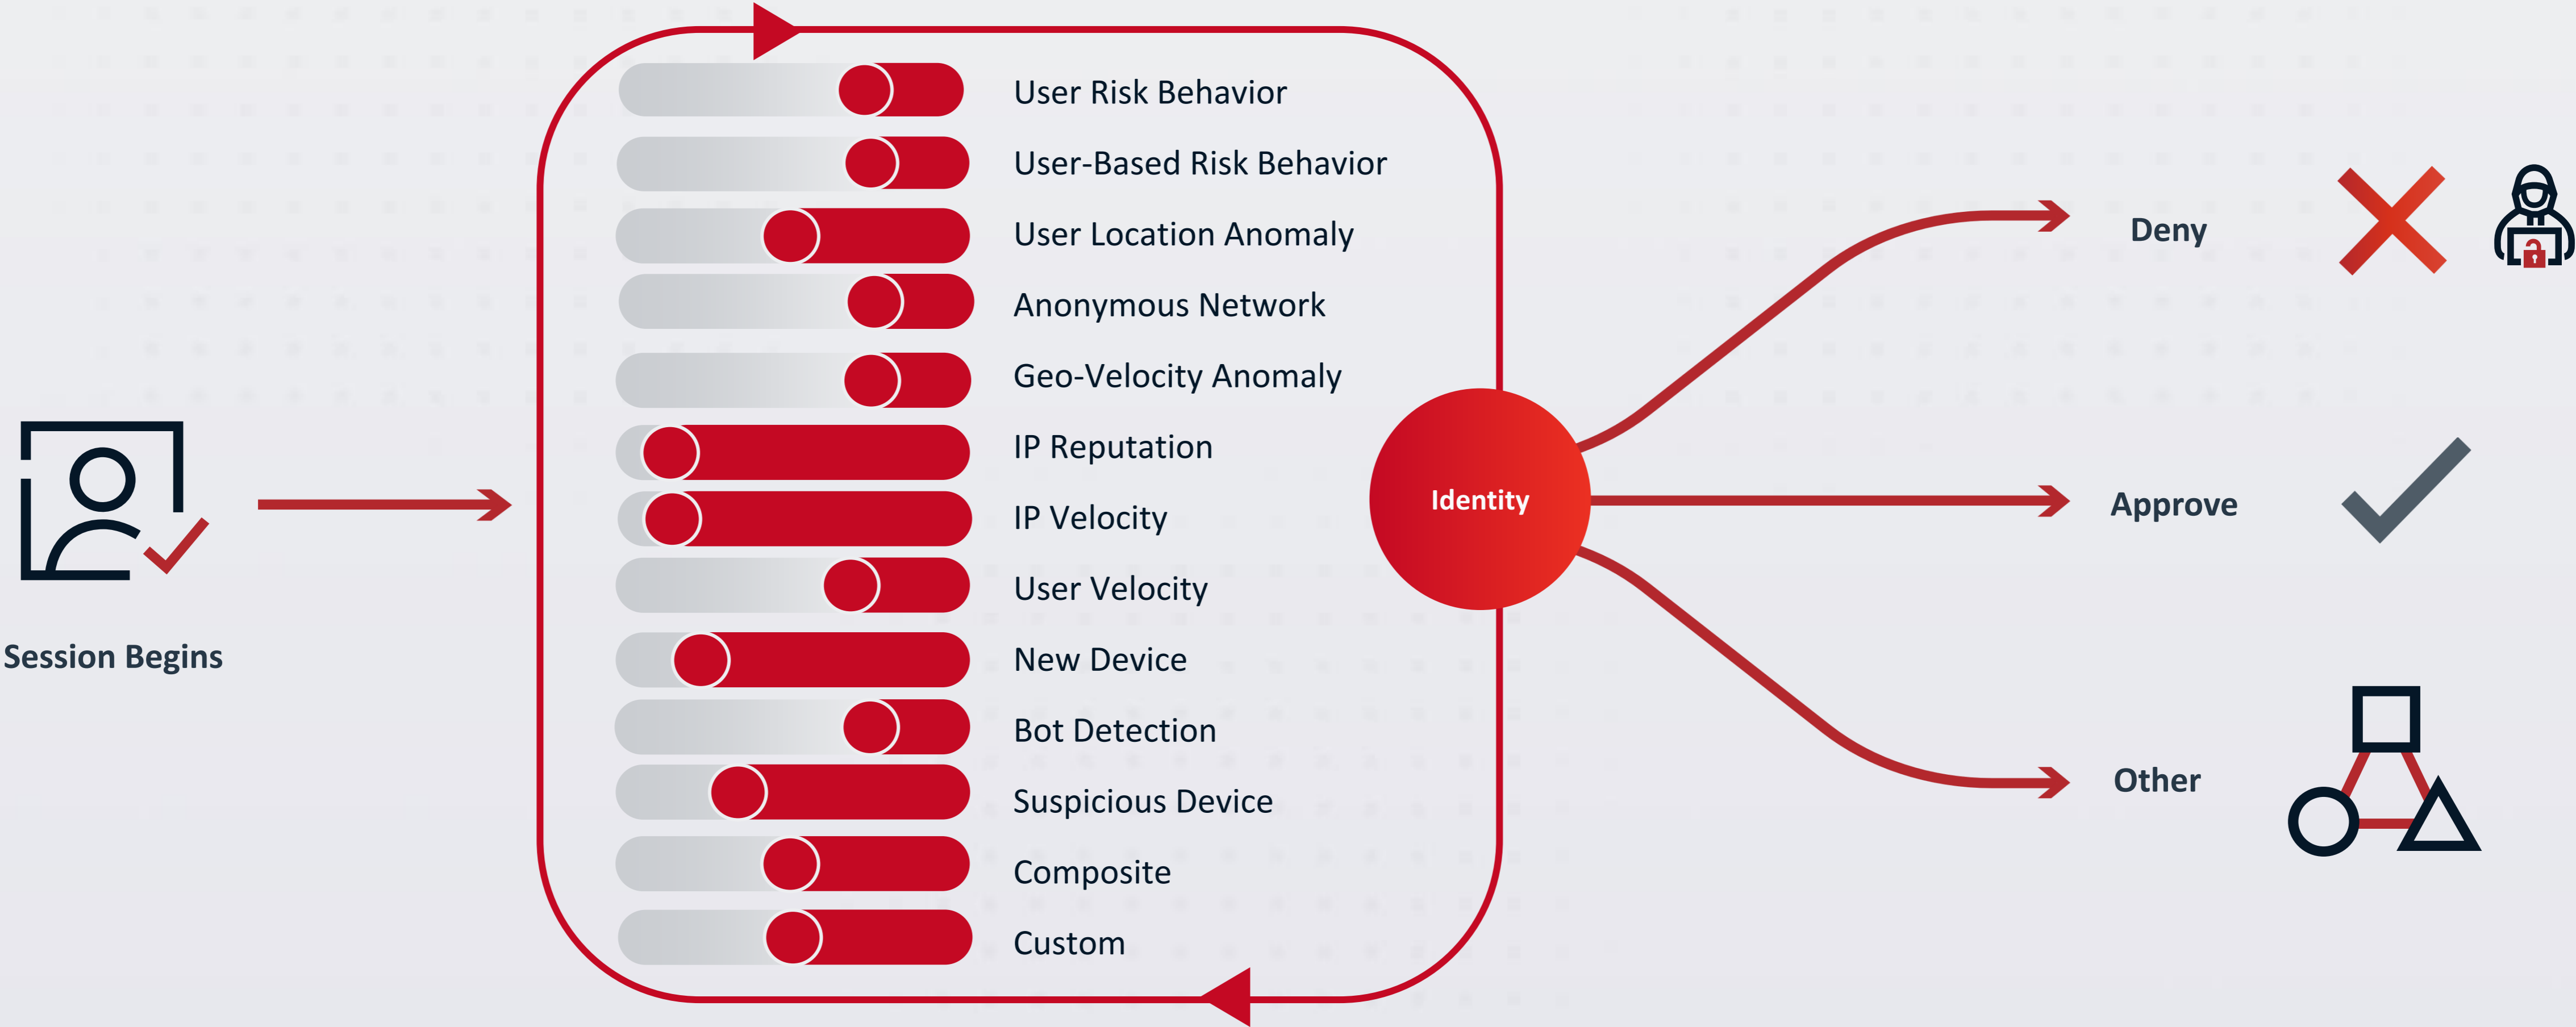 User Risk Behavior
User-Based Risk Behavior
User Location Anomaly
Anonymous Network
Geo-Velocity Anomaly
IP Reputation
IP Velocity
User Velocity
New Device
Bot Detection
Suspicious Device
Composite
Custom
Session Begins
Identity
Deny
Approve
Other